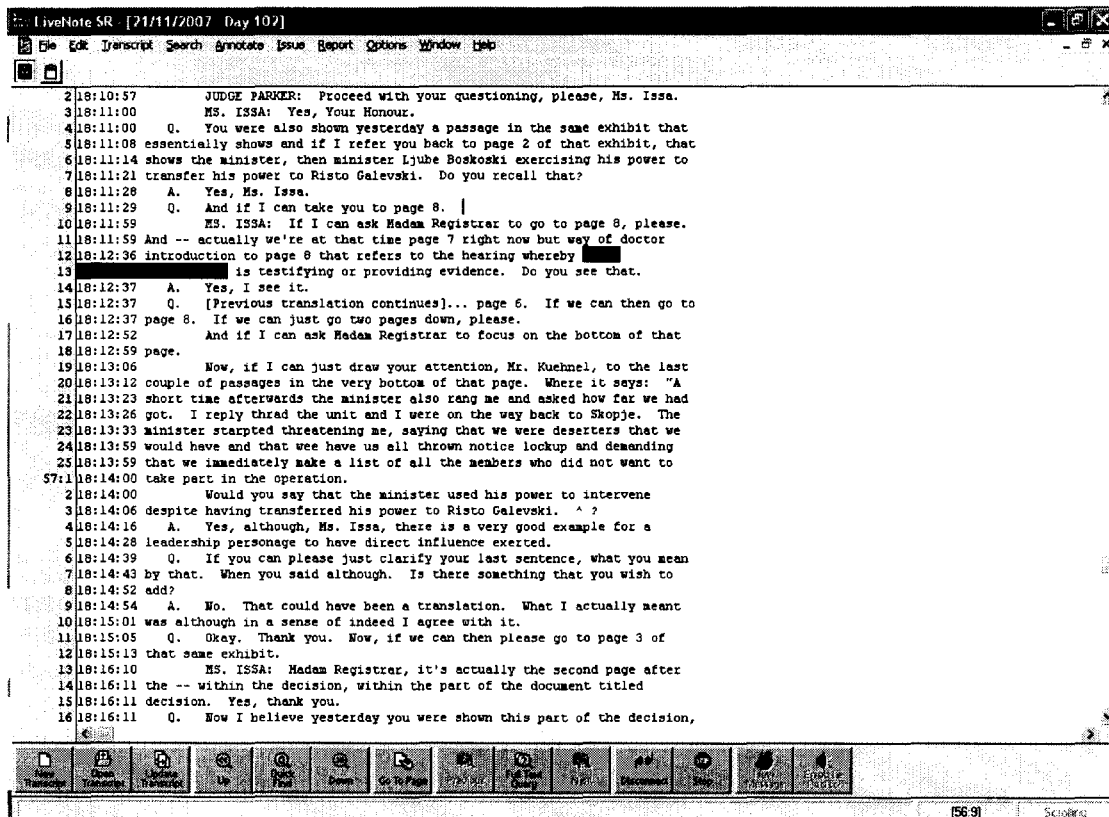 LiveNote SR - [21/11/2007 Day 102]
File Edit Transcript Search Annotate Issue Report Options Window Help
2 18:10:57 JUDGE PARKER: Proceed with your questioning, please, Ms. Issa.
3 18:11:00 MS. ISSA: Yes, Your Honour.
4 18:11:00 Q. You were also shown yesterday a passage in the same exhibit that
5 18:11:08 essentially shows and if I refer you back to page 2 of that exhibit, that
6 18:11:14 shows the minister, then minister Ljube Boskoski exercising his power to
7 18:11:21 transfer his power to Risto Galevski. Do you recall that?
8 18:11:28 A. Yes, Ms. Issa.
9 18:11:29 Q. And if I can take you to page 8.
10 18:11:59 MS. ISSA: If I can ask Madam Registrar to go to page 8, please.
11 18:11:59 And -- actually we're at that time page 7 right now but way of doctor
12 18:12:36 introduction to page 8 that refers to the hearing whereby
13 is testifying or providing evidence. Do you see that.
14 18:12:37 A. Yes, I see it.
15 18:12:37 Q. [Previous translation continues]... page 6. If we can then go to
16 18:12:37 page 8. If we can just go two pages down, please.
17 18:12:52 And if I can ask Madam Registrar to focus on the bottom of that
18 18:12:59 page.
19 18:13:06 Now, if I can just draw your attention, Mr. Kuehnel, to the last
20 18:13:12 couple of passages in the very bottom of that page. Where it says: "A
21 18:13:23 short time afterwards the minister also rang me and asked how far we had
22 18:13:26 got. I reply thrad the unit and I were on the way back to Skopje. The
23 18:13:33 minister starpted threatening me, saying that we were deserters that we
24 18:13:59 would have and that wee have us all thrown notice lockup and demanding
25 18:13:59 that we immediately make a list of all the members who did not want to
57:1 18:14:00 take part in the operation.
2 18:14:00 Would you say that the minister used his power to intervene
3 18:14:06 despite having transferred his power to Risto Galevski. ^ ?
4 18:14:16 A. Yes, although, Ms. Issa, there is a very good example for a
5 18:14:28 leadership personage to have direct influence exerted.
6 18:14:39 Q. If you can please just clarify your last sentence, what you mean
7 18:14:43 by that. When you said although. Is there something that you wish to
8 18:14:52 add?
9 18:14:54 A. No. That could have been a translation. What I actually meant
10 18:15:01 was although in a sense of indeed I agree with it.
11 18:15:05 Q. Okay. Thank you. Now, if we can then please go to page 3 of
12 18:15:13 that same exhibit.
13 18:16:10 MS. ISSA: Madam Registrar, it's actually the second page after
14 18:16:11 the -- within the decision, within the part of the document titled
15 18:16:11 decision. Yes, thank you.
16 18:16:11 Q. Now I believe yesterday you were shown this part of the decision,
New Transcript Open Transcript Update Transcript Up Quick Find Down Go To Page Previous Full Text Query Disconnect Stop
[56:9] Scrolling